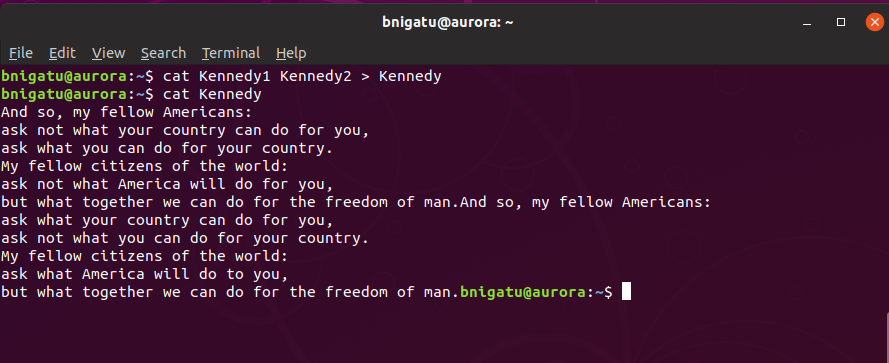 bnigatu@aurora: ~
File Edit View Search Terminal Help
bnigatu@aurora:~$ cat Kennedy1 Kennedy2 > Kennedy
bnigatu@aurora:~$ cat Kennedy
And so, my fellow Americans:
ask not what your country can do for you,
ask what you can do for your country.
My fellow citizens of the world:
ask not what America will do for you,
but what together we can do for the freedom of man.And so, my fellow Americans:
ask what your country can do for you,
ask not what you can do for your country.
My fellow citizens of the world:
ask what America will do to you,
but what together we can do for the freedom of man.bnigatu@aurora:~$